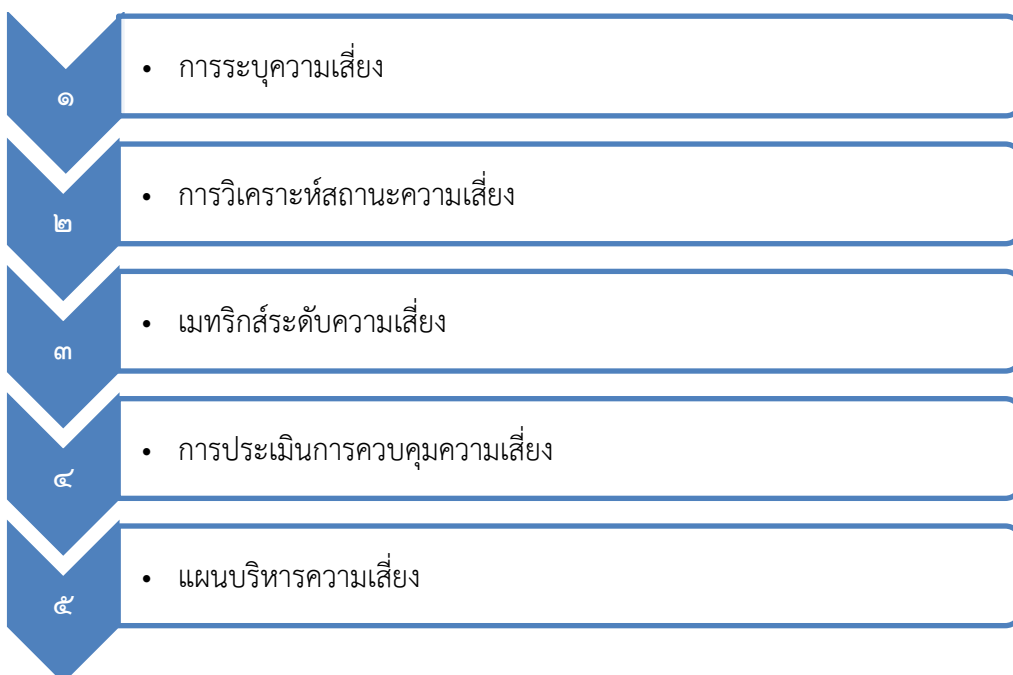 ๑
• การระบุความเสี่ยง
๒
• การวิเคราะห์สถานะความเสี่ยง
๓
• เมทริกส์ระดับความเสี่ยง
๔
• การประเมินการควบคุมความเสี่ยง
๕
• แผนบริหารความเสี่ยง